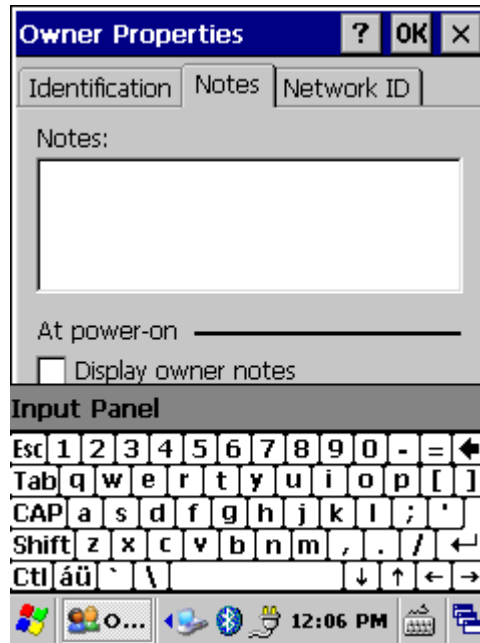 Owner Properties ? OK ×
Identification Notes Network ID
Notes:
At power-on
Display owner notes
Input Panel
Esc 1 2 3 4 5 6 7 8 9 0 - = 🡄
Tab q w e r t y u i o p [ ]
CAP a s d f g h j k l ; '
Shift z x c v b n m , . / ↵
Ctl áü ` \ ↓ ↑ ← →
O... 12:06 PM